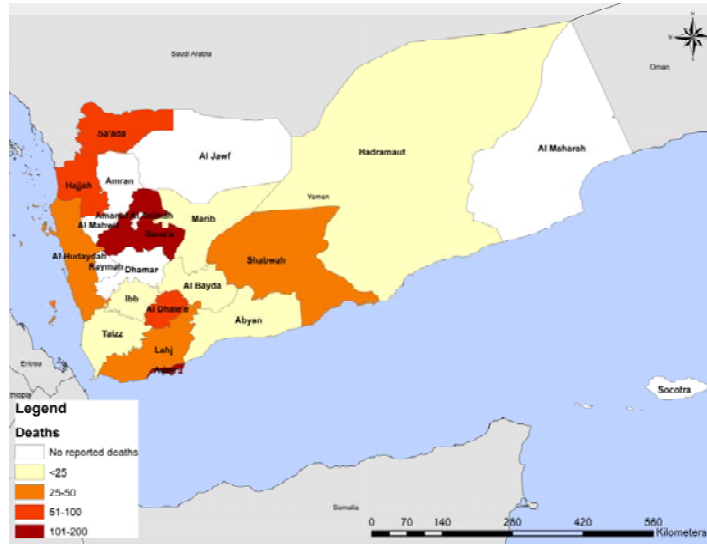 N
Saudi Arabia
Oman
Sa'ada
Al Jawf
Hadramaut
Al Maharah
Amran
Hajjah
Yemen
Marib
Al Mahwit
Sana'a
Al Hudaydah
Shabwah
Raymah
Dhamar
Al Bayda
Ibb
Al Dhale'e
Abyan
Taizz
Lahj
Eritrea
Socotra
Legend
Deaths
No reported deaths
<25
25-50
51-100
101-200
Somalia
0 70 140 280 420 560
Kilometers